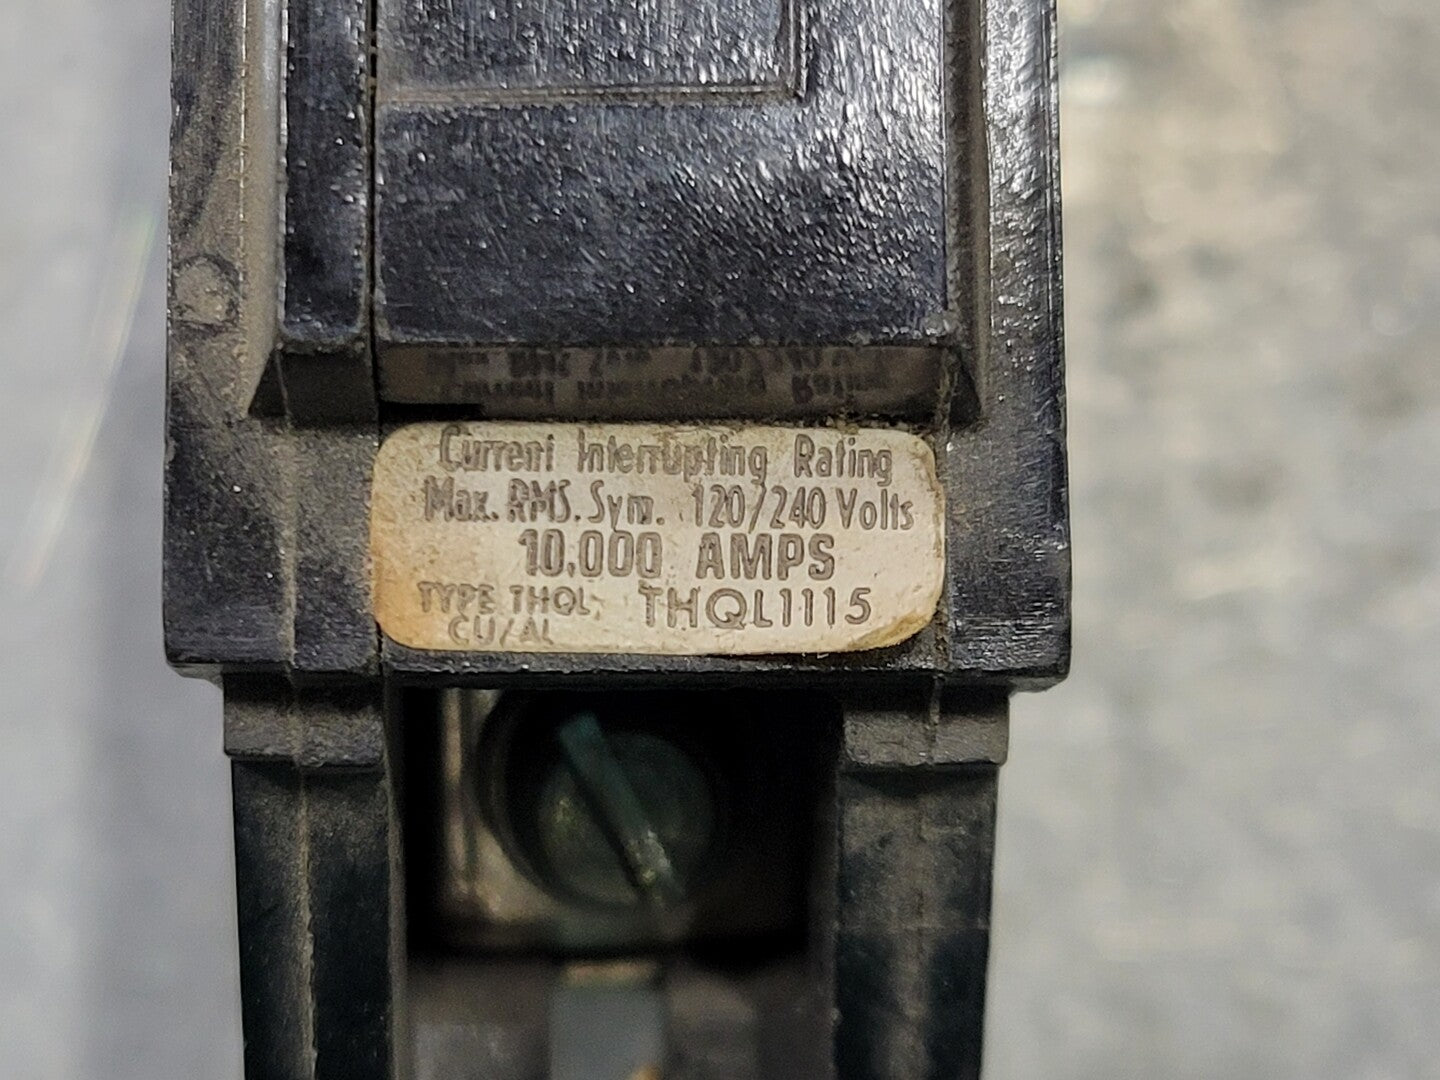 Current Interrupting Rating
Max. RMS. Sym. 120/240 Volts
10,000 AMPS
TYPE THQL, THQL1115
CU/AL